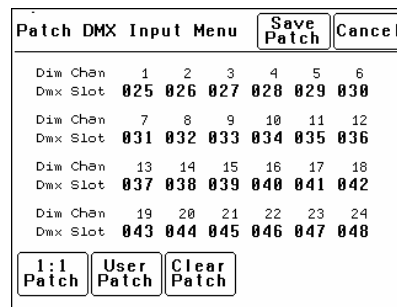 Patch DMX Input Menu Save Patch Cancel
Dim Chan 1 2 3 4 5 6
Dmx Slot 025 026 027 028 029 030
Dim Chan 7 8 9 10 11 12
Dmx Slot 031 032 033 034 035 036
Dim Chan 13 14 15 16 17 18
Dmx Slot 037 038 039 040 041 042
Dim Chan 19 20 21 22 23 24
Dmx Slot 043 044 045 046 047 048
1:1 Patch User Patch Clear Patch